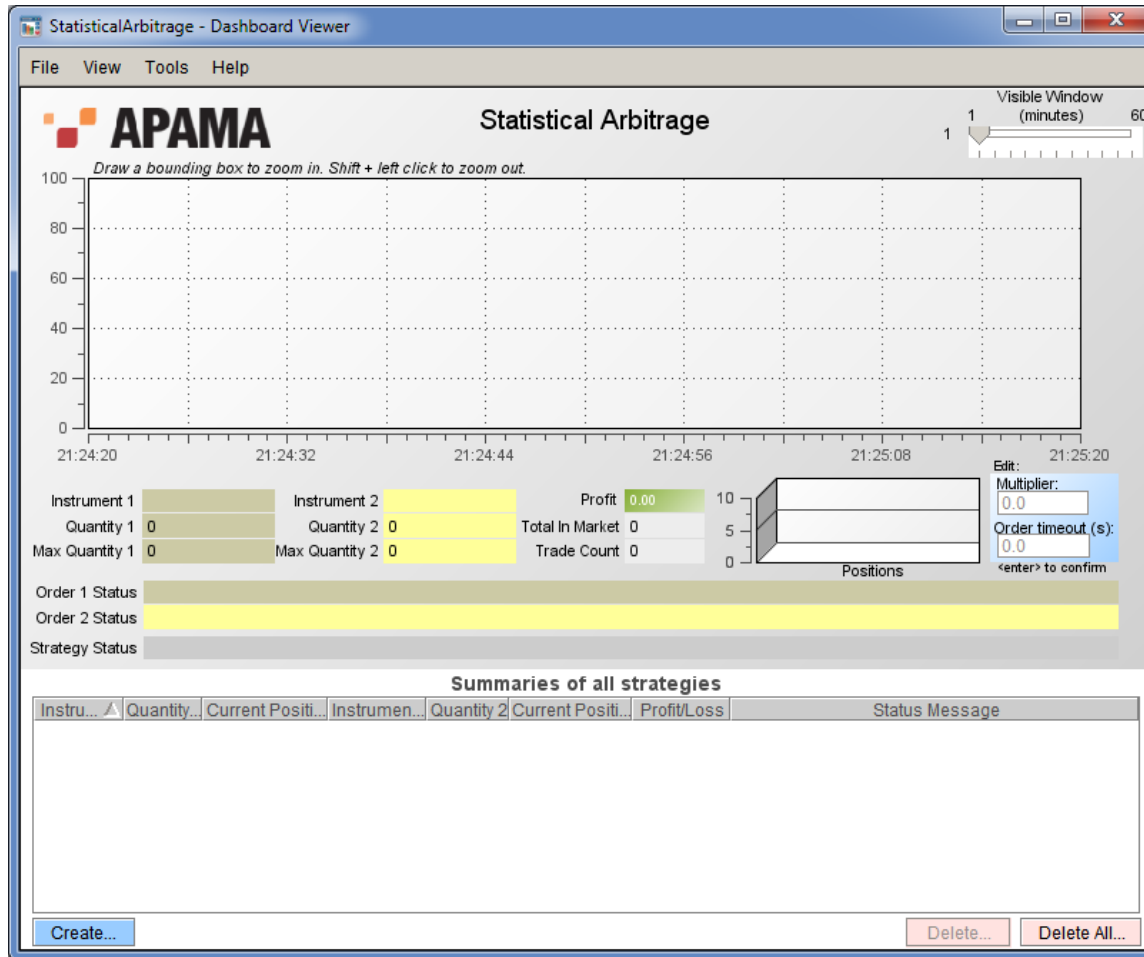 StatisticalArbitrage - Dashboard Viewer
File View Tools Help
APAMA
Statistical Arbitrage
Visible Window
1 (minutes) 60
1
Draw a bounding box to zoom in. Shift + left click to zoom out.
100
80
60
40
20
0
21:24:20 21:24:32 21:24:44 21:24:56 21:25:08 21:25:20
Edit:
Multiplier:
0.0
Order timeout (s):
0.0
<enter> to confirm
Instrument 1 Instrument 2 Profit 0.00
Quantity 1 0 Quantity 2 0 Total In Market 0
Max Quantity 1 0 Max Quantity 2 0 Trade Count 0
10
5
0
Positions
Order 1 Status
Order 2 Status
Strategy Status
Summaries of all strategies
Instru... Quantity... Current Positi... Instrumen... Quantity 2 Current Positi... Profit/Loss Status Message
Create... Delete... Delete All...